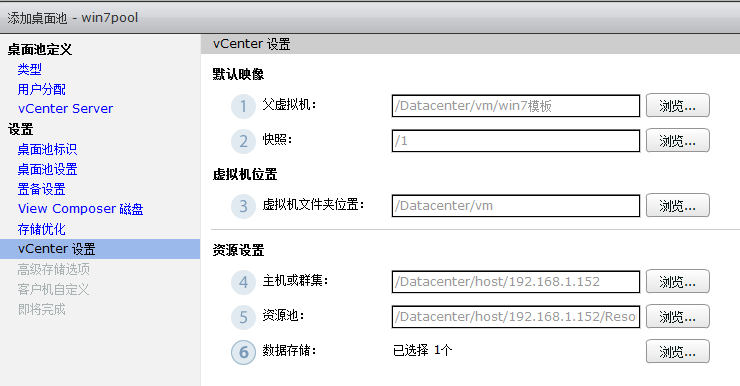 添加桌面池 - win7pool
桌面池定义
类型
用户分配
vCenter Server
设置
桌面池标识
桌面池设置
置备设置
View Composer 磁盘
存储优化
vCenter 设置
高级存储选项
客户机自定义
即将完成
vCenter 设置
默认映像
1 父虚拟机: /Datacenter/vm/win7模板 浏览...
2 快照: /1 浏览...
虚拟机位置
3 虚拟机文件夹位置: /Datacenter/vm 浏览...
资源设置
4 主机或群集: /Datacenter/host/192.168.1.152 浏览...
5 资源池: /Datacenter/host/192.168.1.152/Reso 浏览...
6 数据存储: 已选择 1个 浏览...